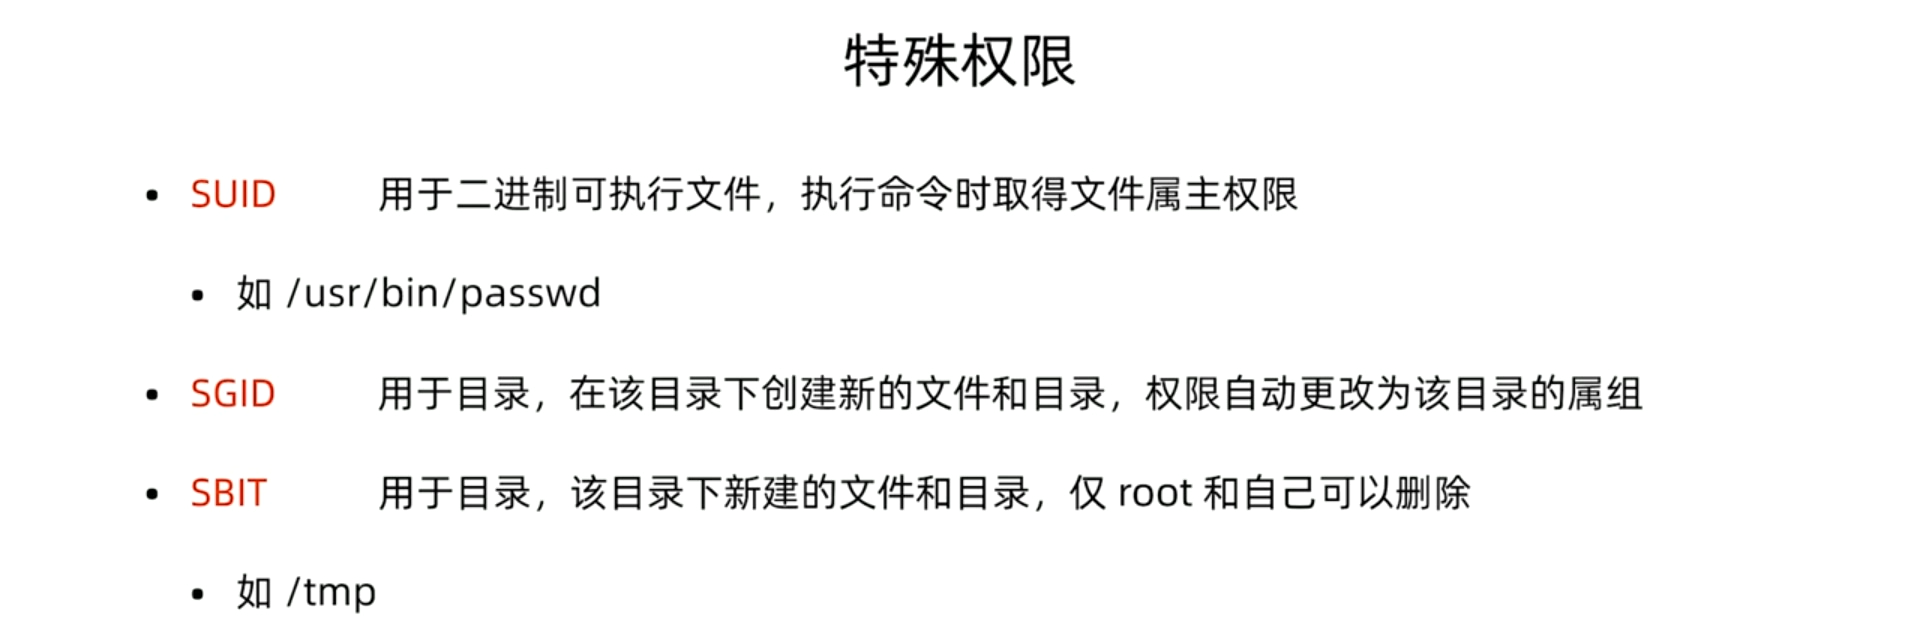 特殊权限
• SUID 用于二进制可执行文件，执行命令时取得文件属主权限
• 如 /usr/bin/passwd
• SGID 用于目录，在该目录下创建新的文件和目录，权限自动更改为该目录的属组
• SBIT 用于目录，该目录下新建的文件和目录，仅 root 和自己可以删除
• 如 /tmp